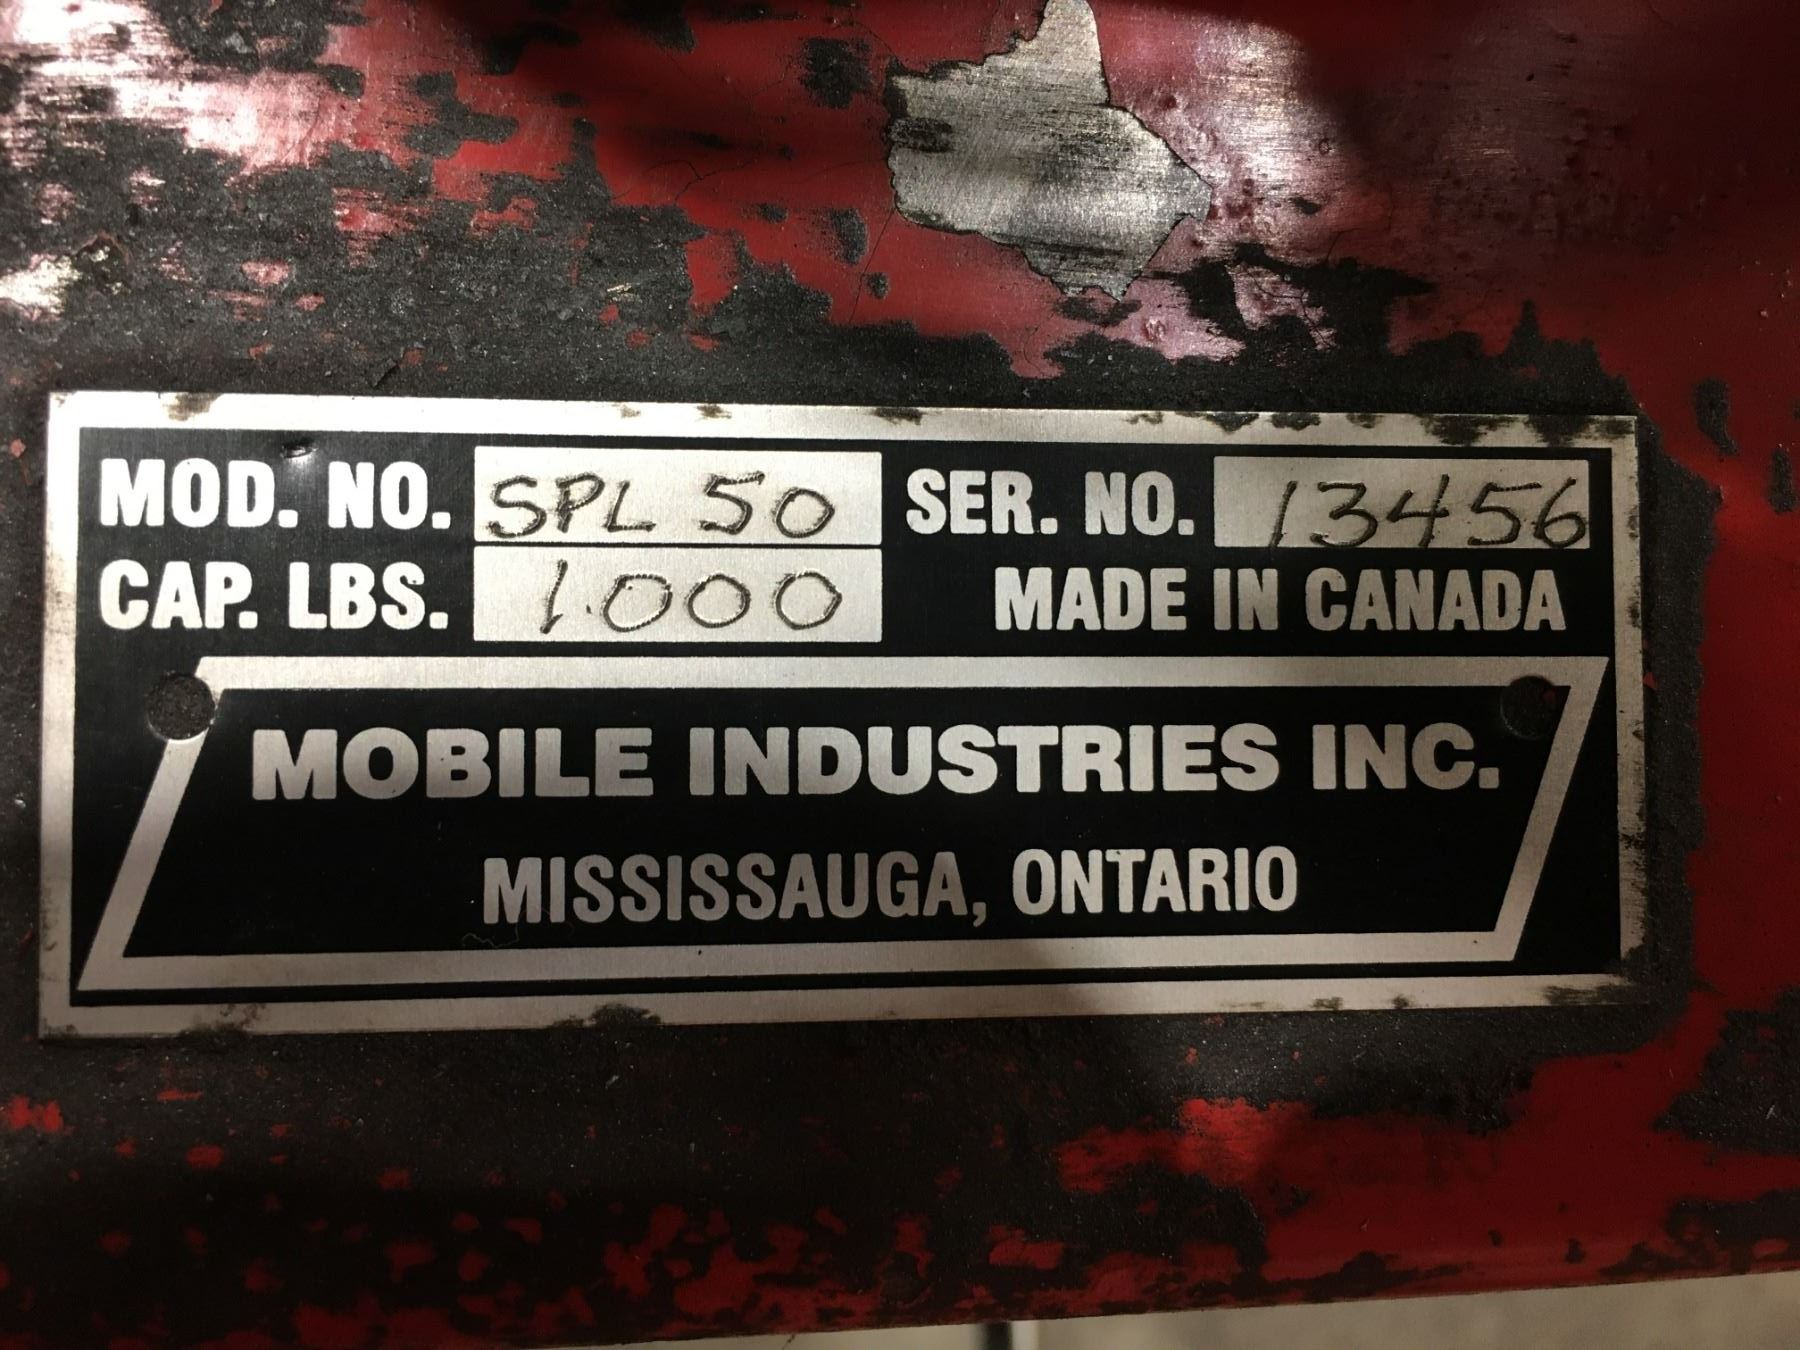 MOD. NO. SPL 50 SER. NO. 13456
CAP. LBS. 1.000 MADE IN CANADA
MOBILE INDUSTRIES INC.
MISSISSAUGA, ONTARIO